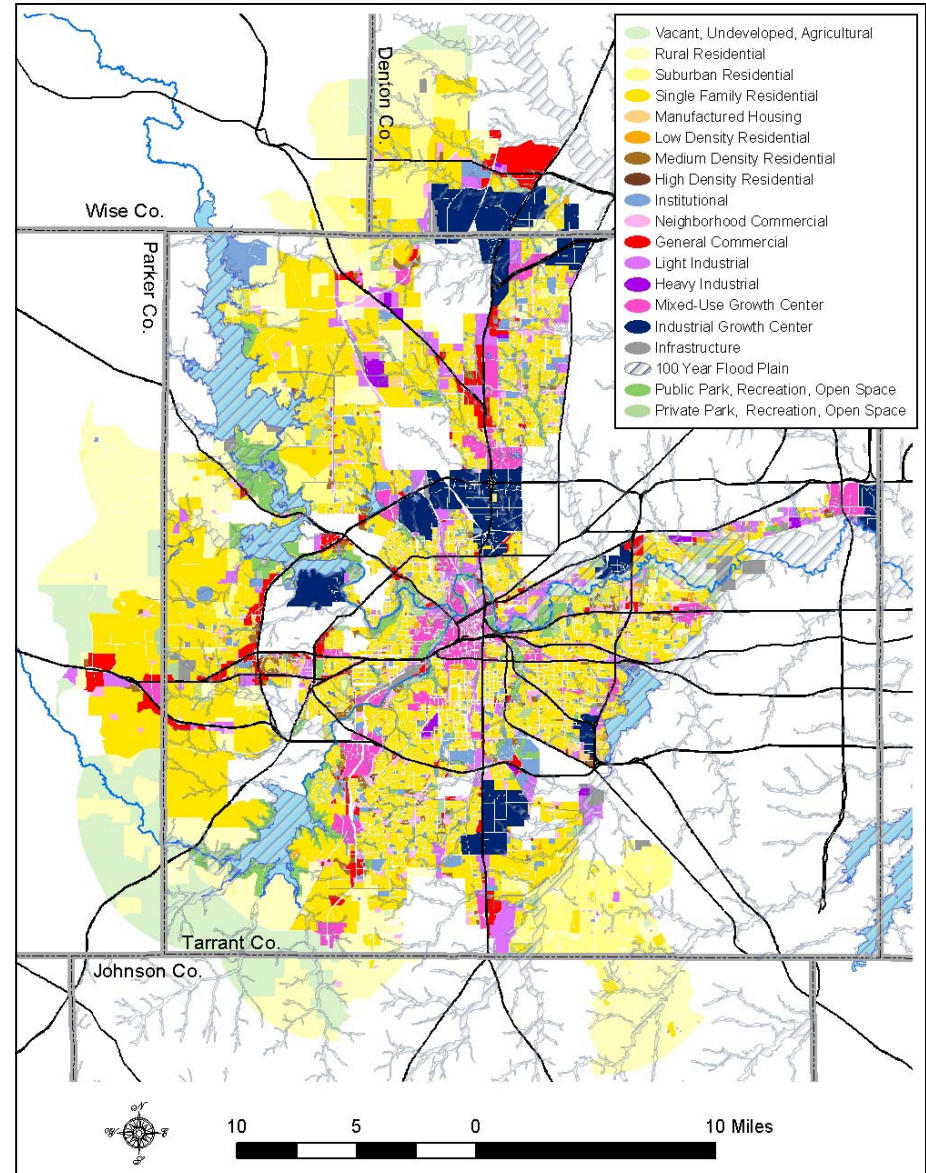 Vacant, Undeveloped, Agricultural
Rural Residential
Suburban Residential
Single Family Residential
Manufactured Housing
Low Density Residential
Medium Density Residential
High Density Residential
Institutional
Neighborhood Commercial
General Commercial
Light Industrial
Heavy Industrial
Mixed-Use Growth Center
Industrial Growth Center
Infrastructure
100 Year Flood Plain
Public Park, Recreation, Open Space
Private Park, Recreation, Open Space
Denton Co.
Wise Co.
Parker Co.
Tarrant Co.
Johnson Co.
N
W E
S
10 5 0 10 Miles